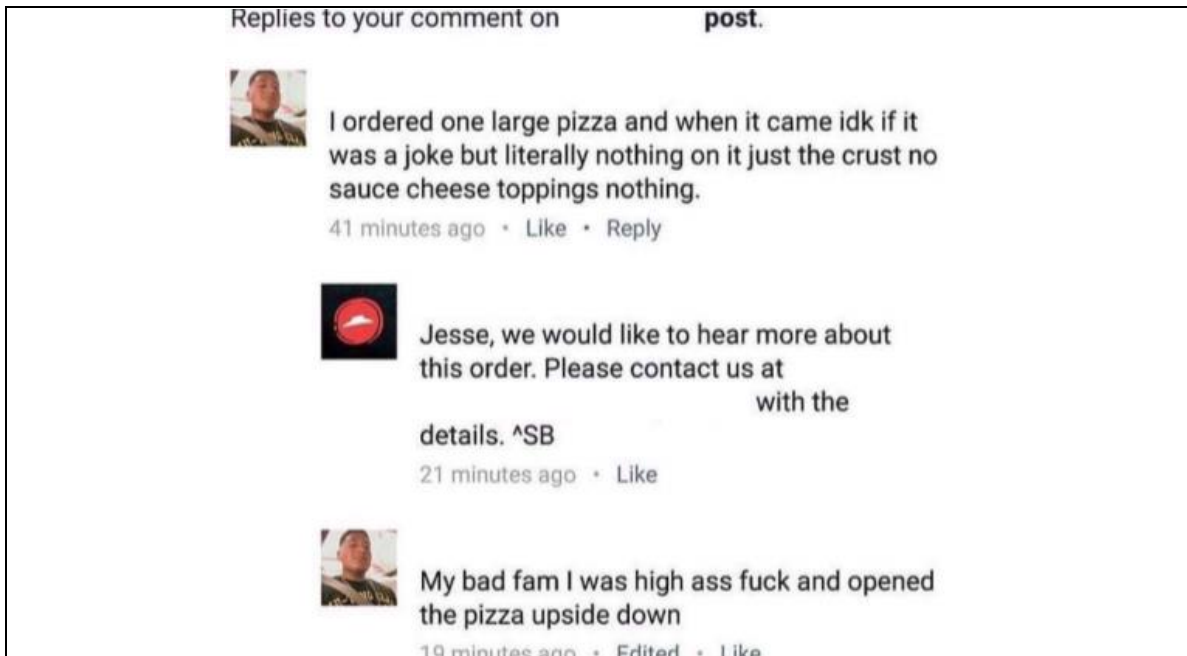 Replies to your comment on post.
I ordered one large pizza and when it came idk if it
was a joke but literally nothing on it just the crust no
sauce cheese toppings nothing.
41 minutes ago • Like • Reply
Jesse, we would like to hear more about
this order. Please contact us at
with the
details. ^SB
21 minutes ago • Like
My bad fam I was high ass fuck and opened
the pizza upside down
19 minutes ago • Edited • Like